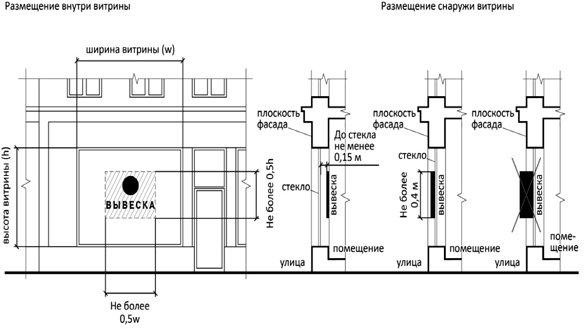 Размещение внутри витрины
Размещение снаружи витрины
ширина витрины (w)
высота витрины (h)
ВЫВЕСКА
Не более 0,5h
Не более
0,5w
плоскость
фасада
До стекла
не менее
0,15 м
стекло
ВЫВЕСКА
помещение
улица
плоскость
фасада
стекло
Не более
0,4 м
ВЫВЕСКА
помещение
улица
плоскость
фасада
ВЫВЕСКА
поме-
щение
улица